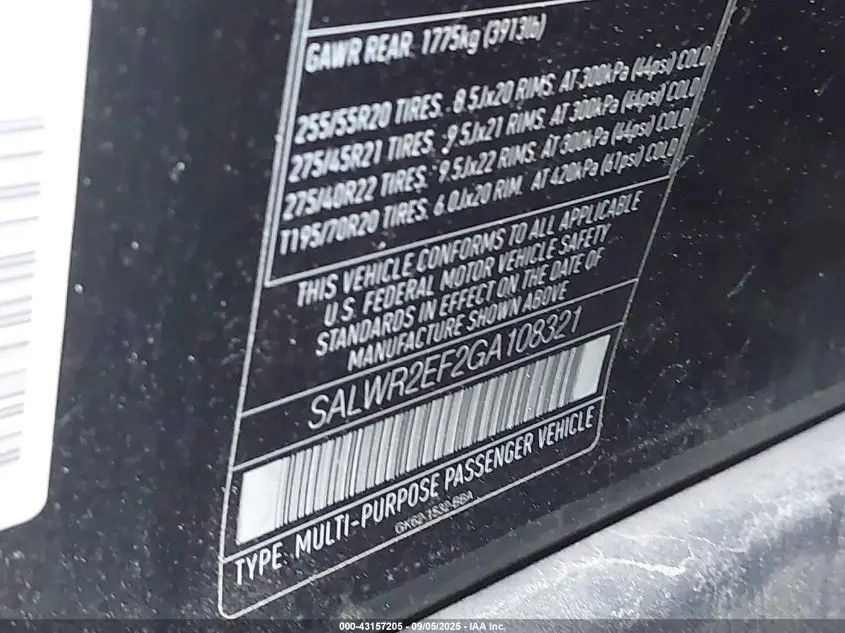 GAWR REAR 1775kg (3913lb)
255/55R20 TIRES. 8.5Jx20 RIMS. AT 300kPa (44psi) COLD
275/45R21 TIRES. 9.5Jx21 RIMS. AT 300kPa (44psi) COLD
275/40R22 TIRES. 9.5Jx22 RIMS. AT 300kPa (44psi) COLD
T195/70R20 TIRES. 6.0Jx20 RIM. AT 420kPa (61psi) COLD
THIS VEHICLE CONFORMS TO ALL APPLICABLE
U.S. FEDERAL MOTOR VEHICLE SAFETY
STANDARDS IN EFFECT ON THE DATE OF
MANUFACTURE SHOWN ABOVE
SALWR2EF2GA108321
TYPE: MULTI-PURPOSE PASSENGER VEHICLE
GK62-1532-BBA
000-43157205 - 09/05/2025 - IAA Inc.